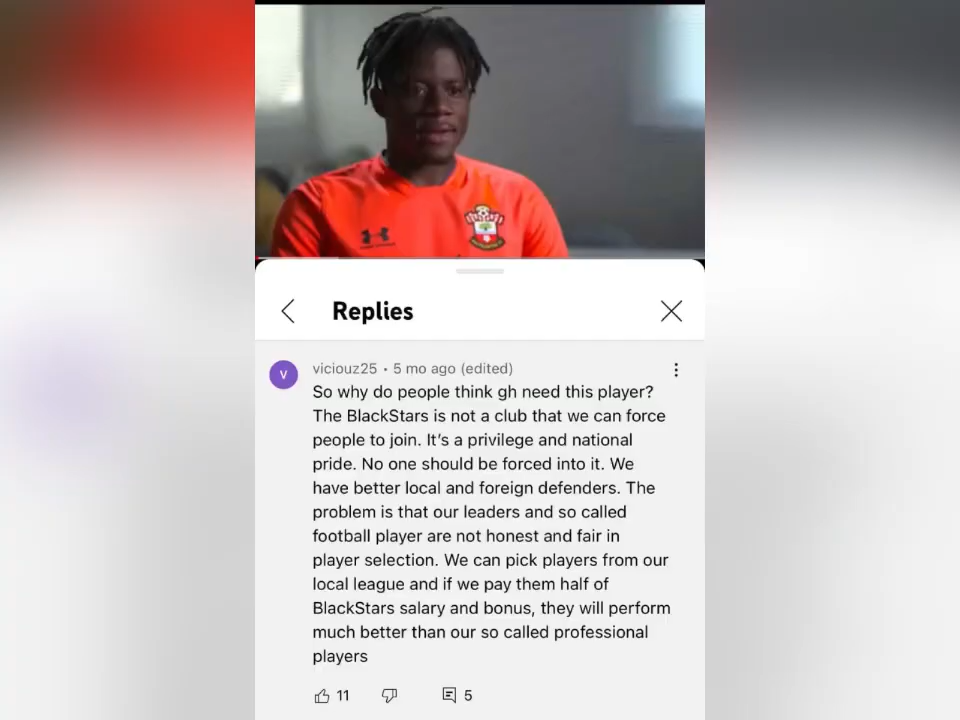 Replies
V
viciouz25 • 5 mo ago (edited)
So why do people think gh need this player?
The BlackStars is not a club that we can force
people to join. It's a privilege and national
pride. No one should be forced into it. We
have better local and foreign defenders. The
problem is that our leaders and so called
football player are not honest and fair in
player selection. We can pick players from our
local league and if we pay them half of
BlackStars salary and bonus, they will perform
much better than our so called professional
players
11
5